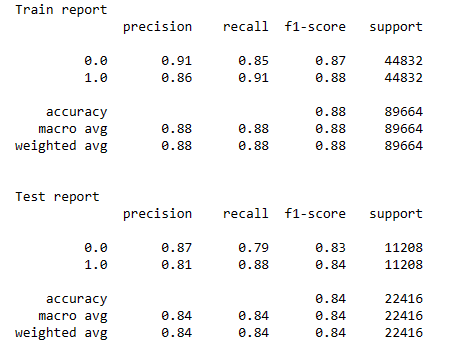 Train report
precision recall f1-score support
0.0 0.91 0.85 0.87 44832
1.0 0.86 0.91 0.88 44832
accuracy 0.88 89664
macro avg 0.88 0.88 0.88 89664
weighted avg 0.88 0.88 0.88 89664
Test report
precision recall f1-score support
0.0 0.87 0.79 0.83 11208
1.0 0.81 0.88 0.84 11208
accuracy 0.84 22416
macro avg 0.84 0.84 0.84 22416
weighted avg 0.84 0.84 0.84 22416